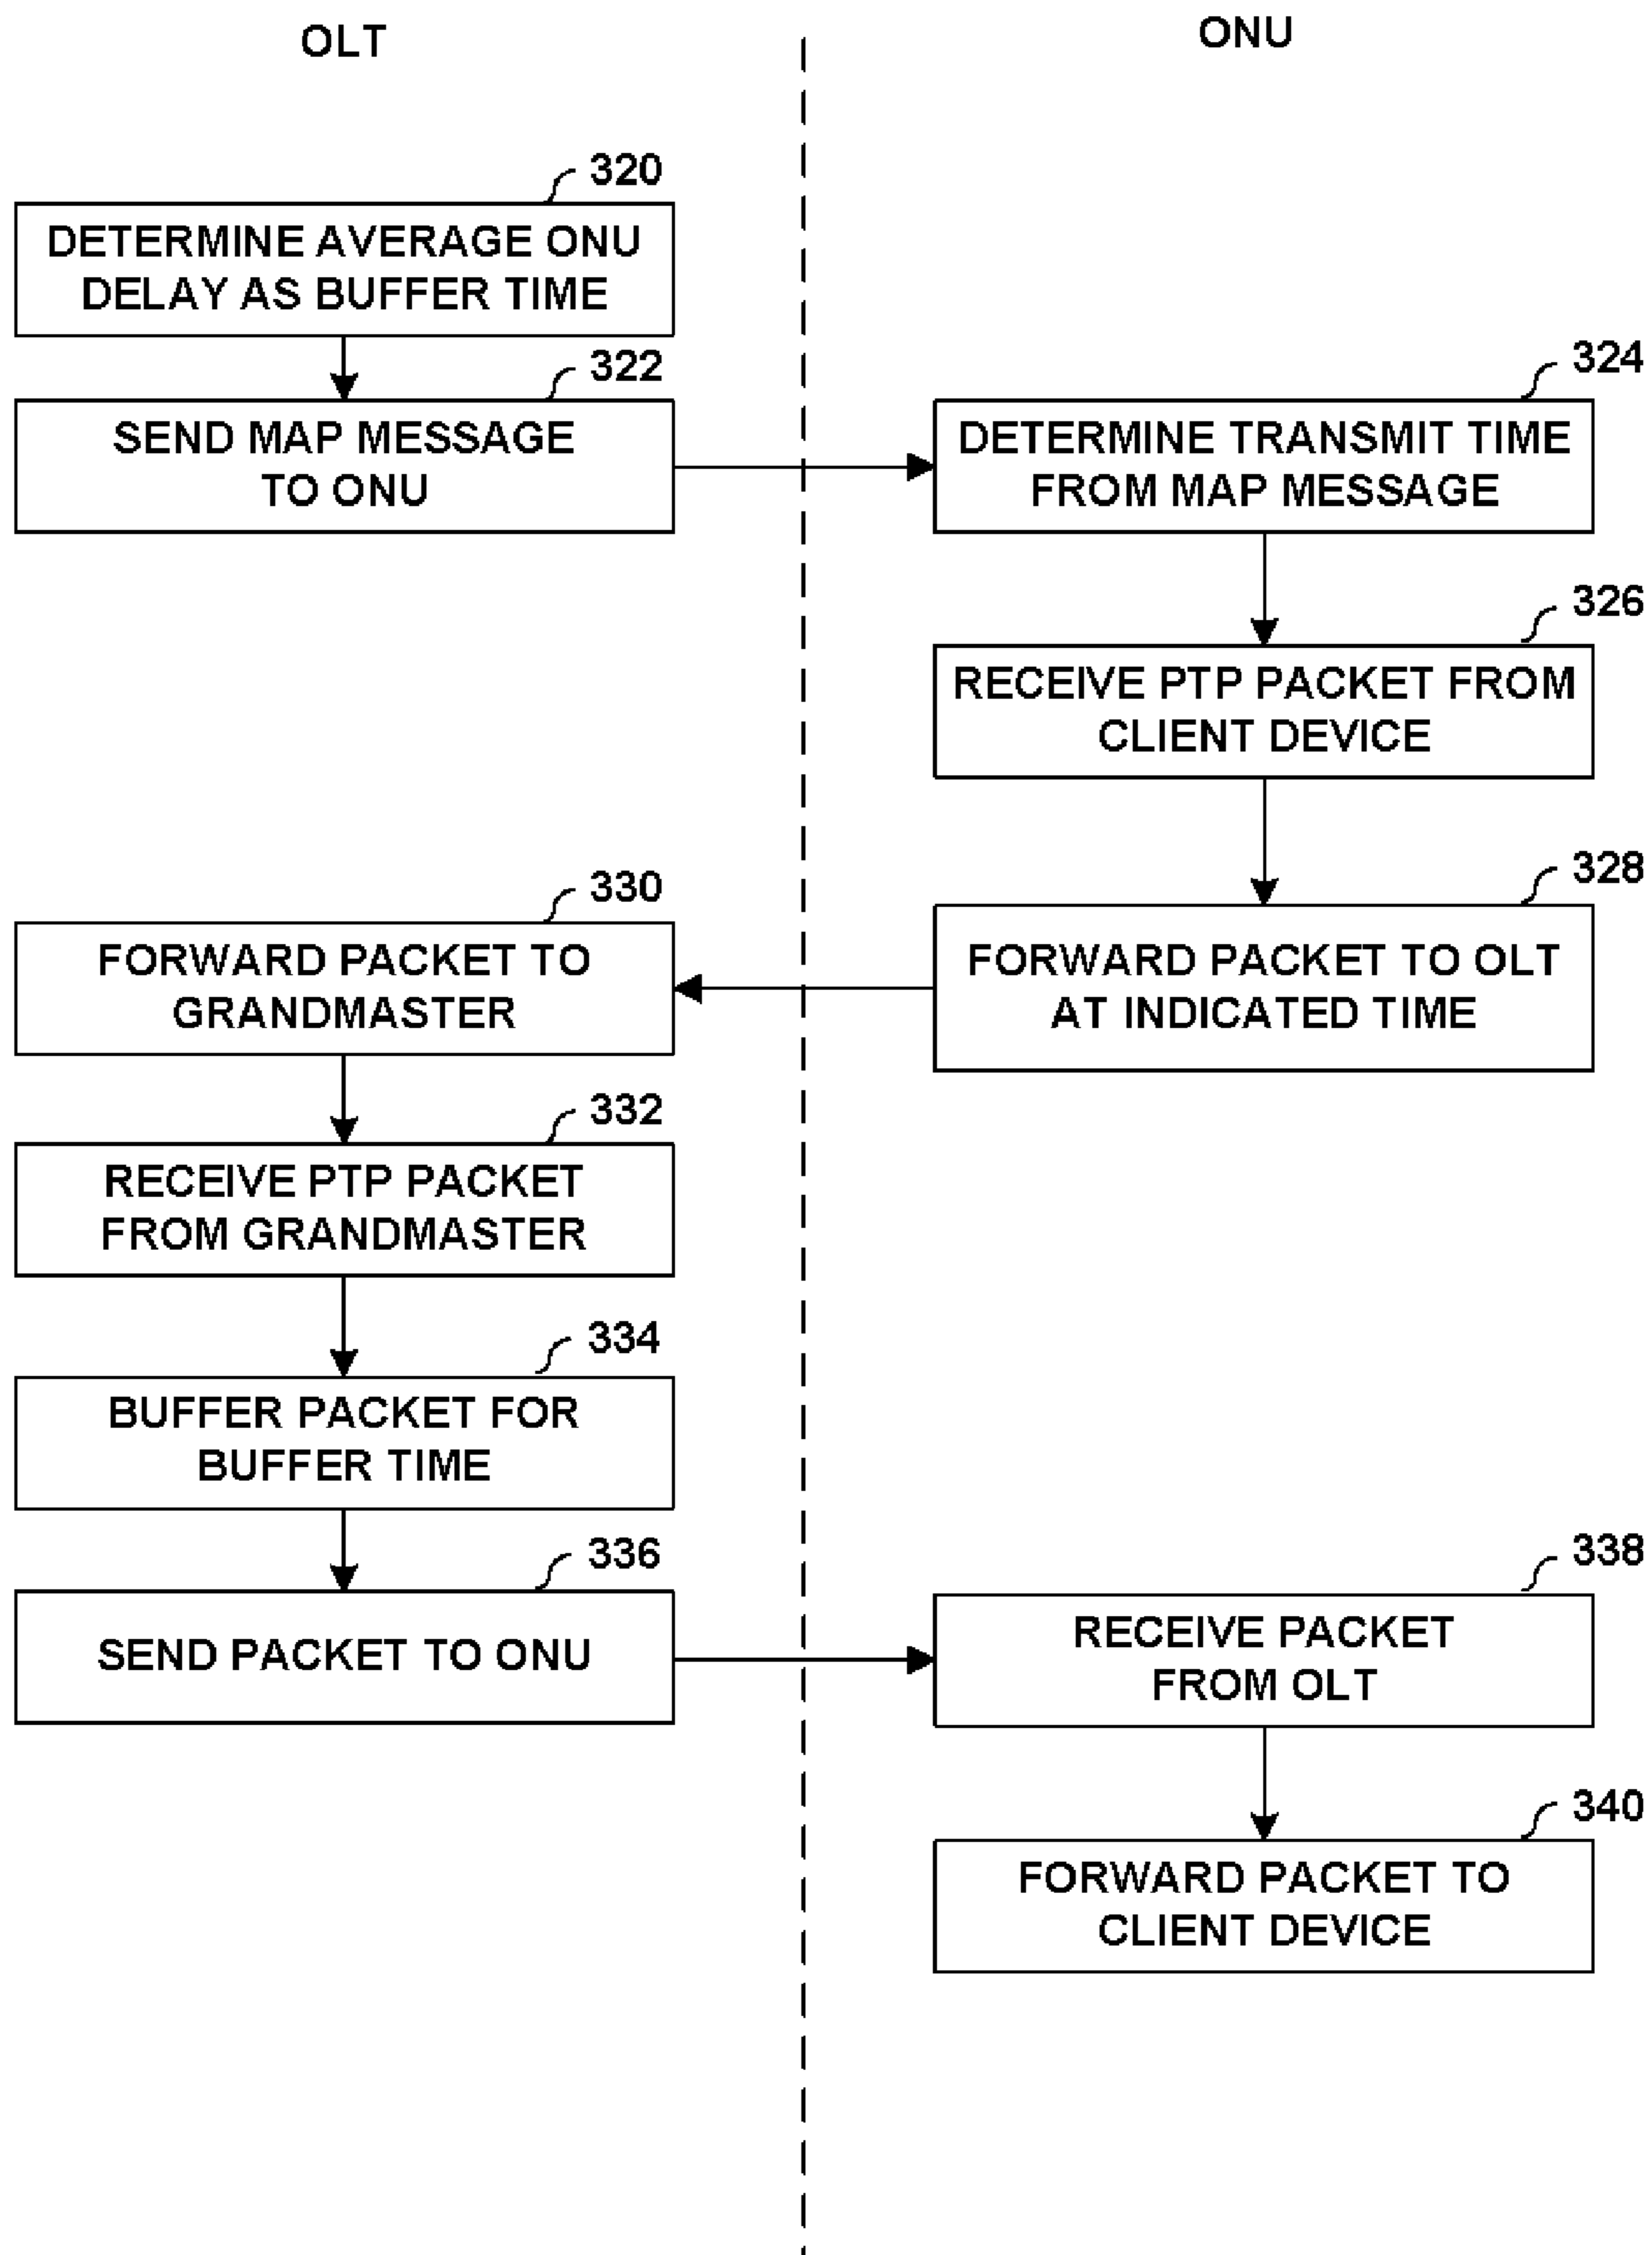 OLT
ONU
320
DETERMINE AVERAGE ONU
DELAY AS BUFFER TIME
322
SEND MAP MESSAGE
TO ONU
324
DETERMINE TRANSMIT TIME
FROM MAP MESSAGE
326
RECEIVE PTP PACKET FROM
CLIENT DEVICE
328
FORWARD PACKET TO OLT
AT INDICATED TIME
330
FORWARD PACKET TO
GRANDMASTER
332
RECEIVE PTP PACKET
FROM GRANDMASTER
334
BUFFER PACKET FOR
BUFFER TIME
336
SEND PACKET TO ONU
338
RECEIVE PACKET
FROM OLT
340
FORWARD PACKET TO
CLIENT DEVICE